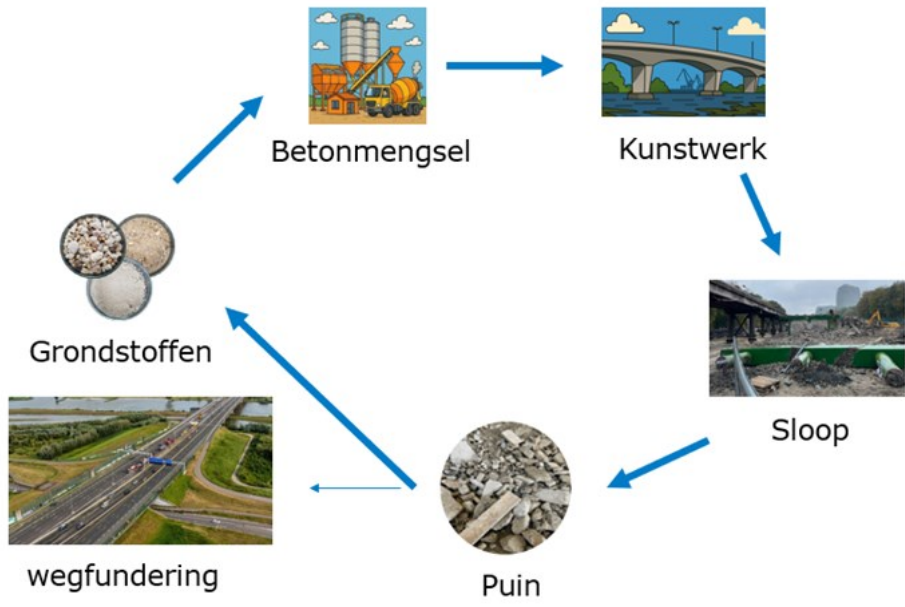 Betonmengsel
Kunstwerk
Grondstoffen
Sloop
wegfundering
Puin